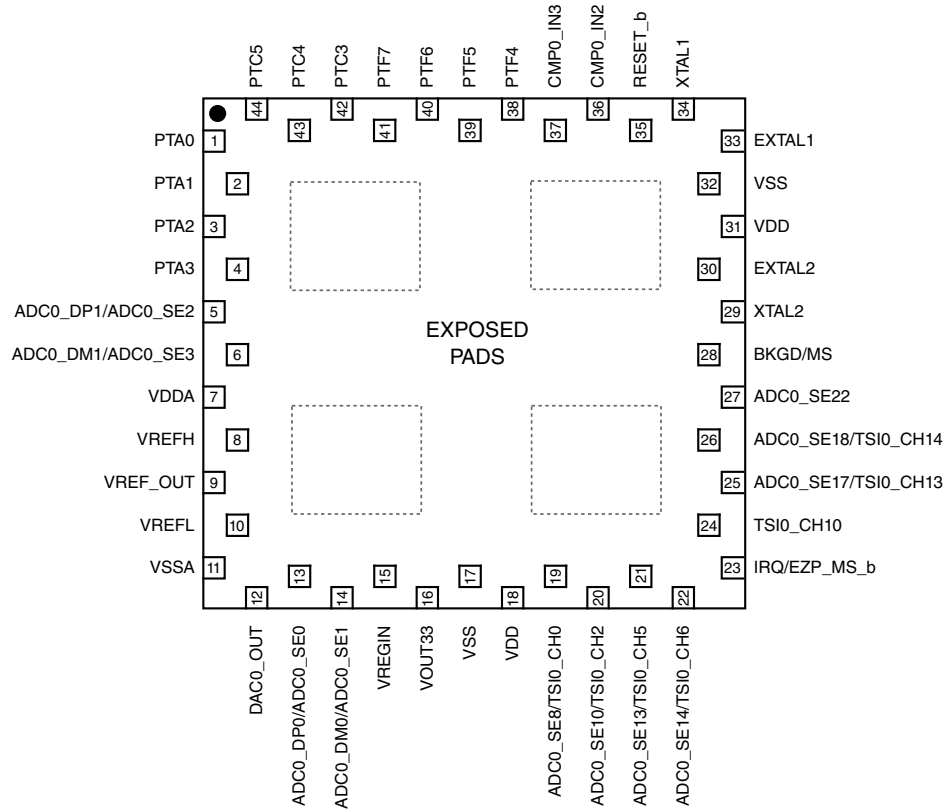 PTC5
PTC4
PTC3
PTF7
PTF6
PTF5
PTF4
CMP0_IN3
CMP0_IN2
RESET_b
XTAL1
44
43
42
41
40
39
38
37
36
35
34
PTA0
1
PTA1
2
PTA2
3
PTA3
4
ADC0_DP1/ADC0_SE2
5
ADC0_DM1/ADC0_SE3
6
VDDA
7
VREFH
8
VREF_OUT
9
VREFL
10
VSSA
11
EXPOSED
PADS
33
EXTAL1
32
VSS
31
VDD
30
EXTAL2
29
XTAL2
28
BKGD/MS
27
ADC0_SE22
26
ADC0_SE18/TSI0_CH14
25
ADC0_SE17/TSI0_CH13
24
TSI0_CH10
23
IRQ/EZP_MS_b
12
13
14
15
16
17
18
19
20
21
22
DAC0_OUT
ADC0_DP0/ADC0_SE0
ADC0_DM0/ADC0_SE1
VREGIN
VOUT33
VSS
VDD
ADC0_SE8/TSI0_CH0
ADC0_SE10/TSI0_CH2
ADC0_SE13/TSI0_CH5
ADC0_SE14/TSI0_CH6